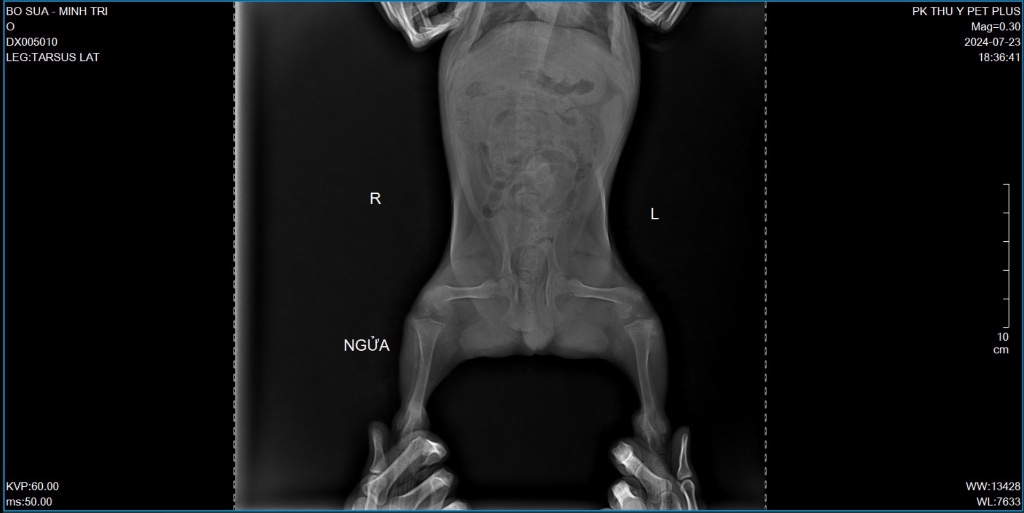 BO SUA - MINH TRI
O
DX005010
LEG:TARSUS LAT
PK THU Y PET PLUS
Mag=0.30
2024-07-23
18:36:41
R
L
NGỬA
10
cm
KVP:60.00
ms:50.00
WW:13428
WL:7633